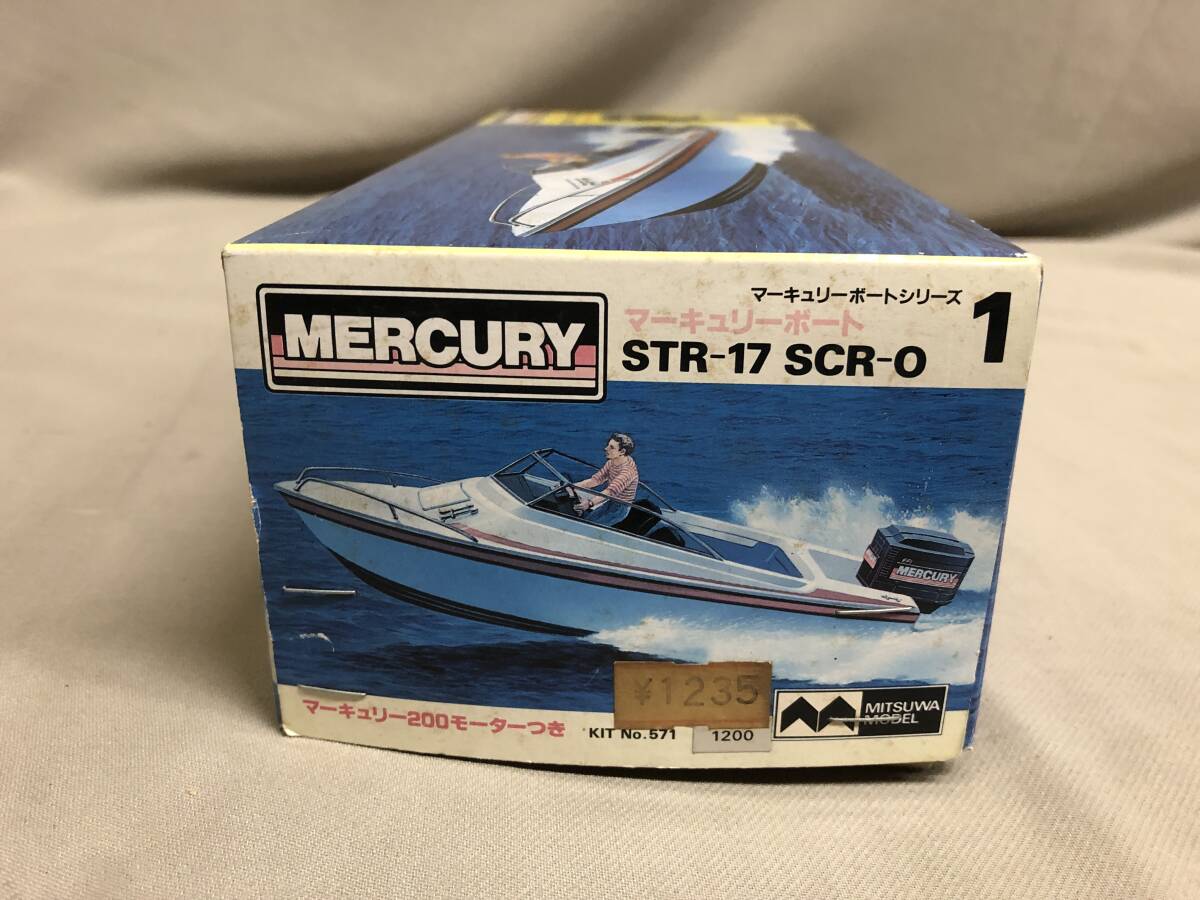 MERCURY
マーキュリーボートシリーズ
1
マーキュリーボート
STR-17 SCR-O
MERCURY
¥1235
マーキュリー200モーターつき
KIT No.571
1200
MITSUWA
MODEL